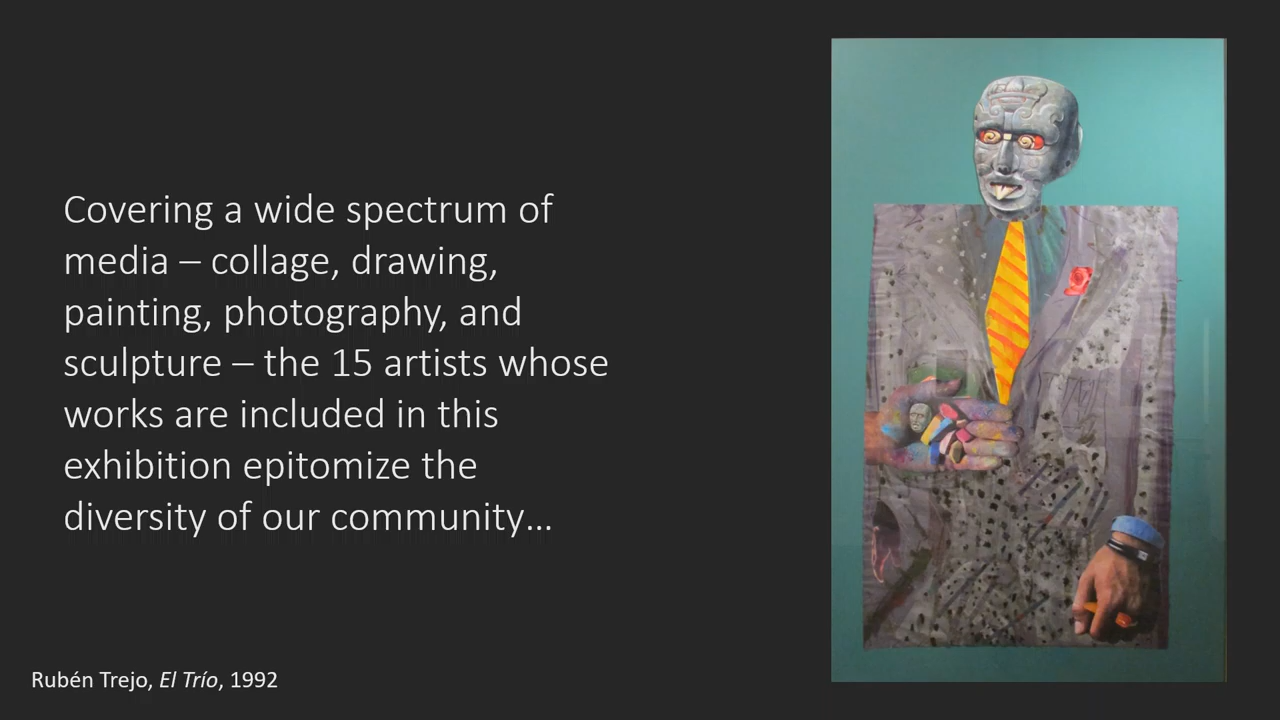 Covering a wide spectrum of
media – collage, drawing,
painting, photography, and
sculpture – the 15 artists whose
works are included in this
exhibition epitomize the
diversity of our community…
Rubén Trejo, El Trío, 1992